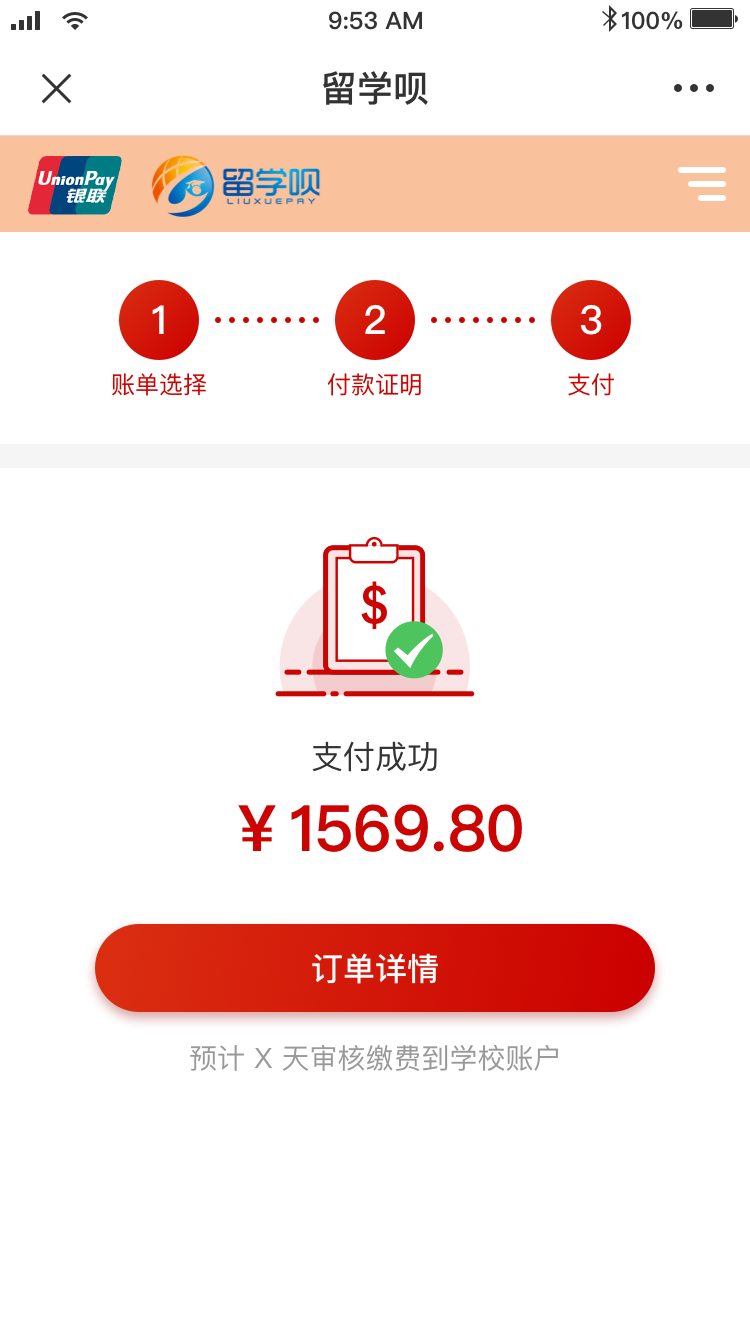 9:53 AM 100%
留学呗
UnionPay
银联
留学呗
LIUXUEPAY
1 2 3
账单选择 付款证明 支付
$
支付成功
¥1569.80
订单详情
预计 X 天审核缴费到学校账户